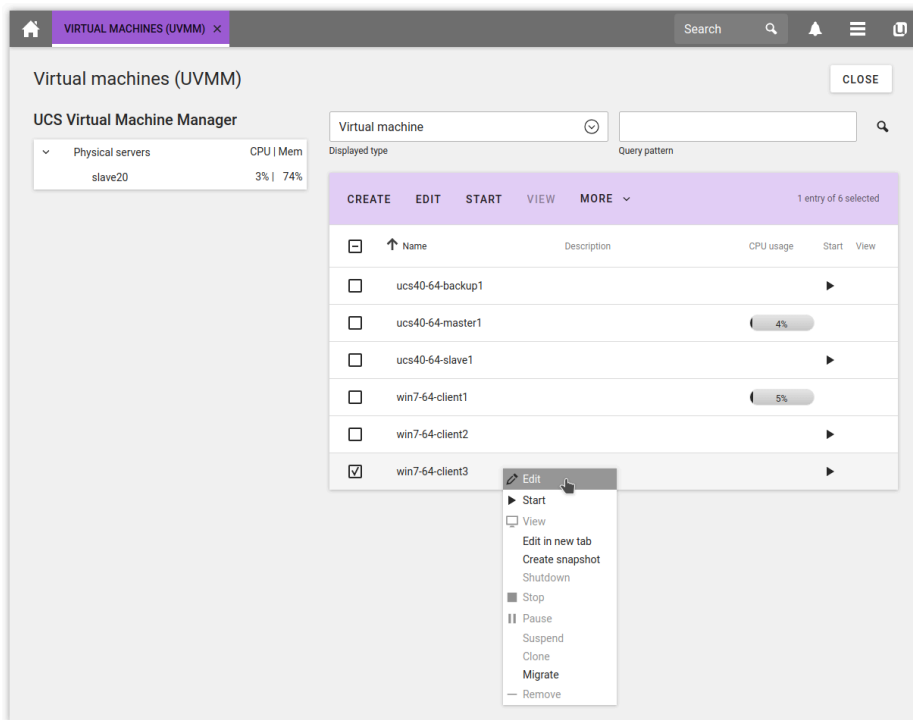 VIRTUAL MACHINES (UVMM) ×
Search
Virtual machines (UVMM)
CLOSE
UCS Virtual Machine Manager
Physical servers CPU | Mem
slave20 3% | 74%
Virtual machine
Displayed type
Query pattern
CREATE EDIT START VIEW MORE 1 entry of 6 selected
Name Description CPU usage Start View
ucs40-64-backup1
ucs40-64-master1 4%
ucs40-64-slave1
win7-64-client1 5%
win7-64-client2
win7-64-client3
Edit
Start
View
Edit in new tab
Create snapshot
Shutdown
Stop
Pause
Suspend
Clone
Migrate
Remove